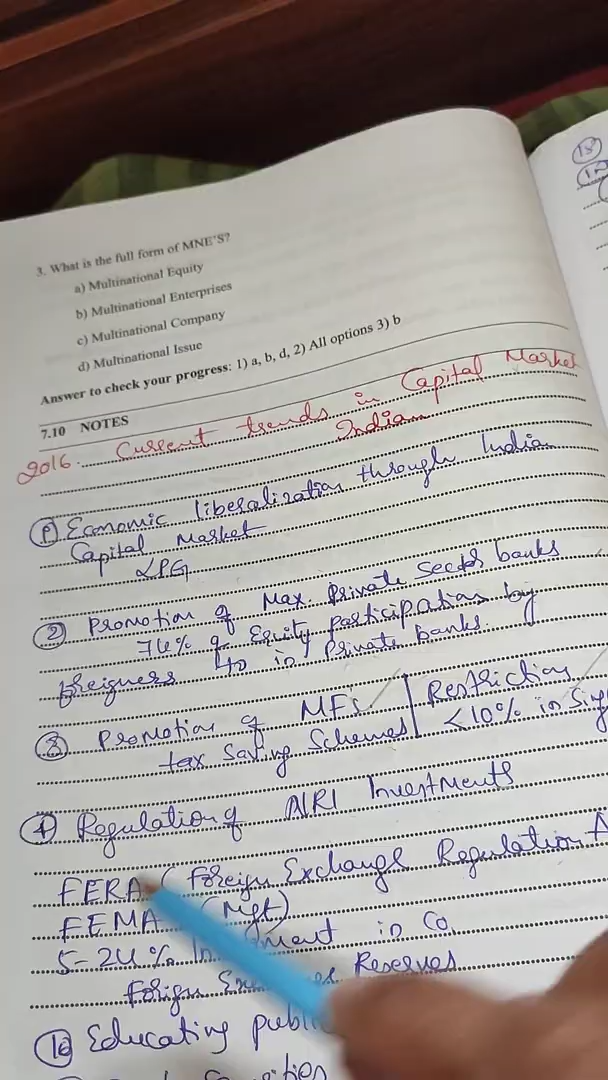 3. What is the full form of MNE'S?
a) Multinational Equity
b) Multinational Enterprises
c) Multinational Company
d) Multinational Issue
Answer to check your progress: 1) a, b, d, 2) All options 3) b
7.10 NOTES
2016 Current trends in Capital Market
Indian
① Economic liberalization through Indian
Capital Market
LPG
② Promotion of Max. Private Sector banks
74% of Equity participation by
foreigners in Private banks.
③ Promotion of MFs
tax saving Schemes
Restriction
<10% in
④ Regulation of NRI Investments
FERA (Foreign Exchange Regulation A
FEMA (Mgt)
5-24% in Co.
foreign Reserves
⑩ Educating
18